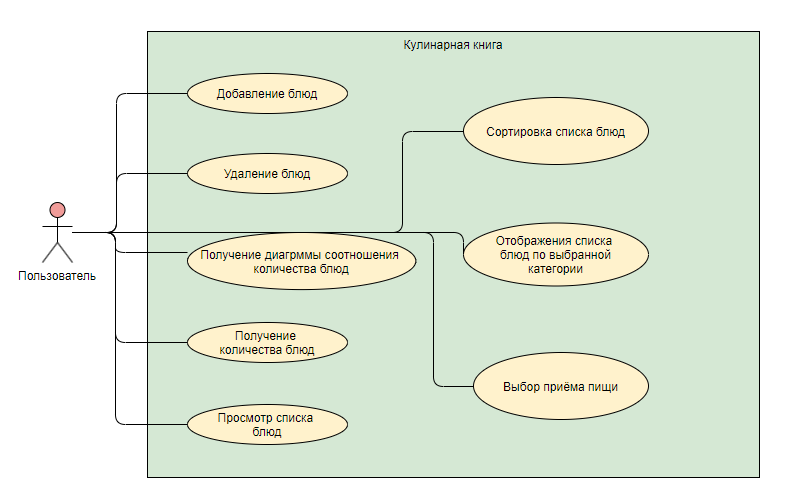 Кулинарная книга
Добавление блюд
Сортировка списка блюд
Удаление блюд
Пользователь
Получение диагрммы соотношения
количества блюд
Отображения списка
блюд по выбранной
категории
Получение
количества блюд
Выбор приёма пищи
Просмотр списка
блюд